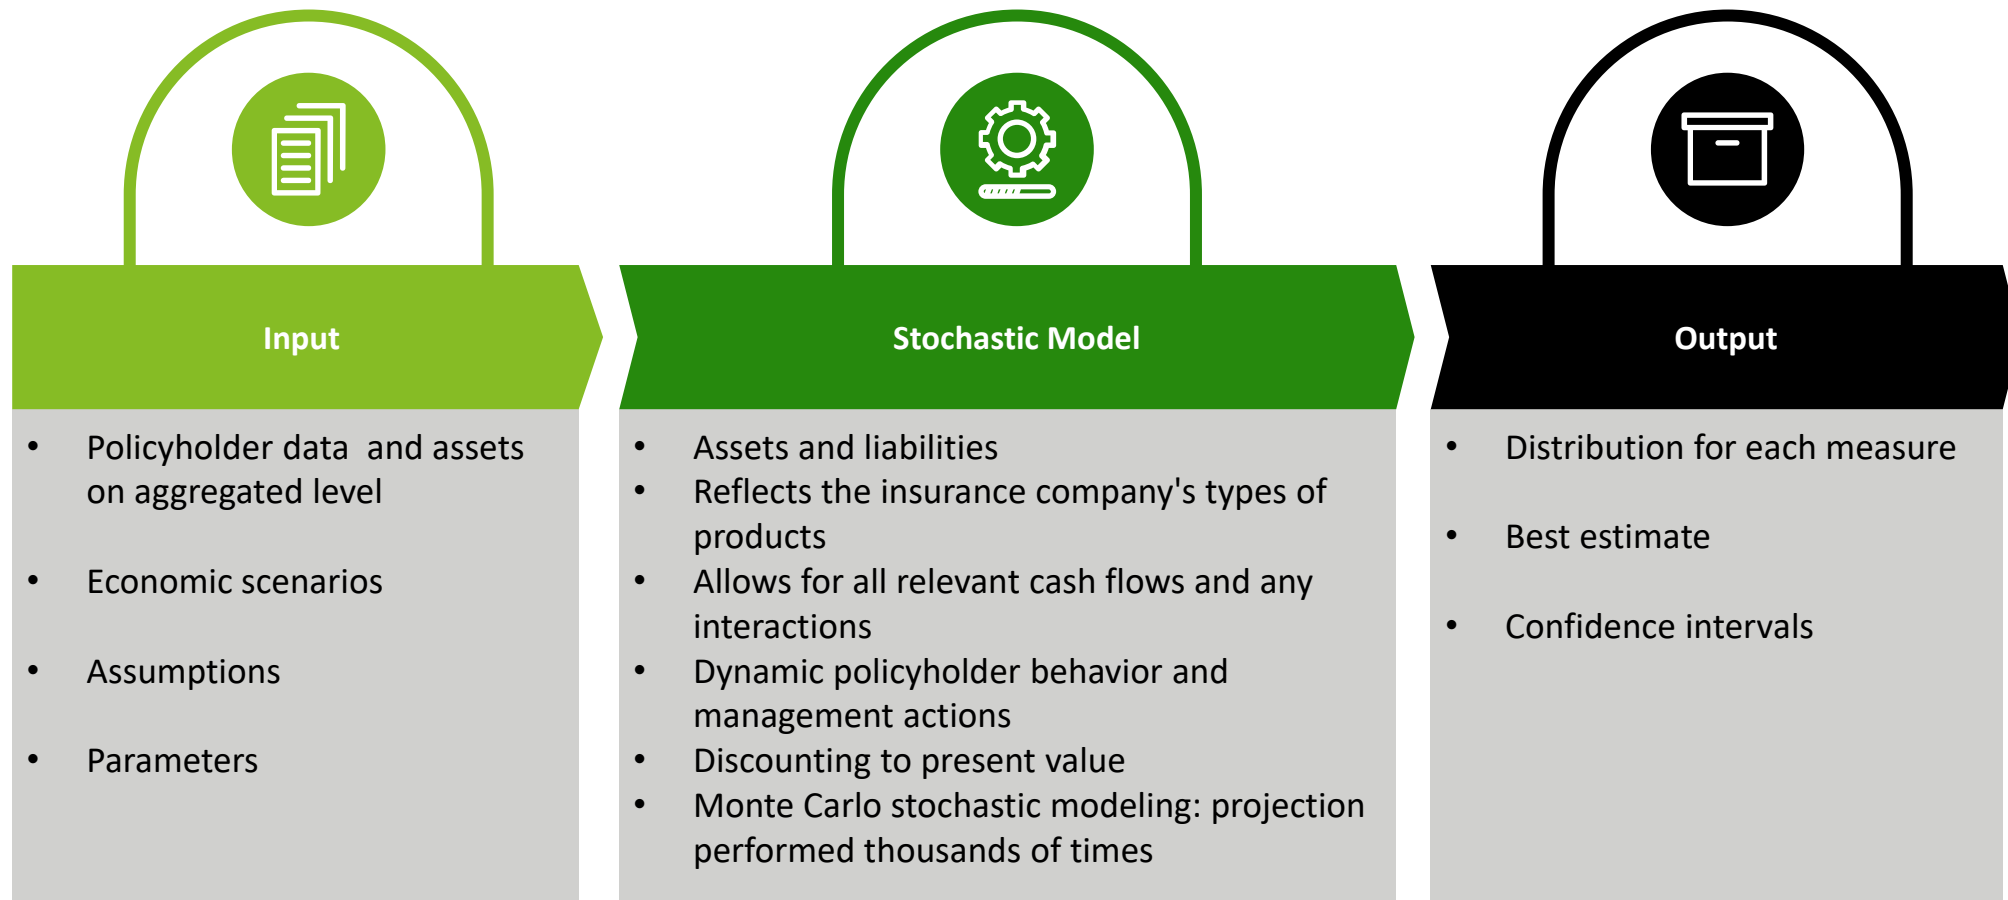 Input
• Policyholder data  and assets
on aggregated level
• Economic scenarios
• Assumptions
• Parameters
Stochastic Model
• Assets and liabilities
• Reflects the insurance company's types of
products
• Allows for all relevant cash flows and any
interactions
• Dynamic policyholder behavior and
management actions
• Discounting to present value
• Monte Carlo stochastic modeling: projection
performed thousands of times
Output
• Distribution for each measure
• Best estimate
• Confidence intervals